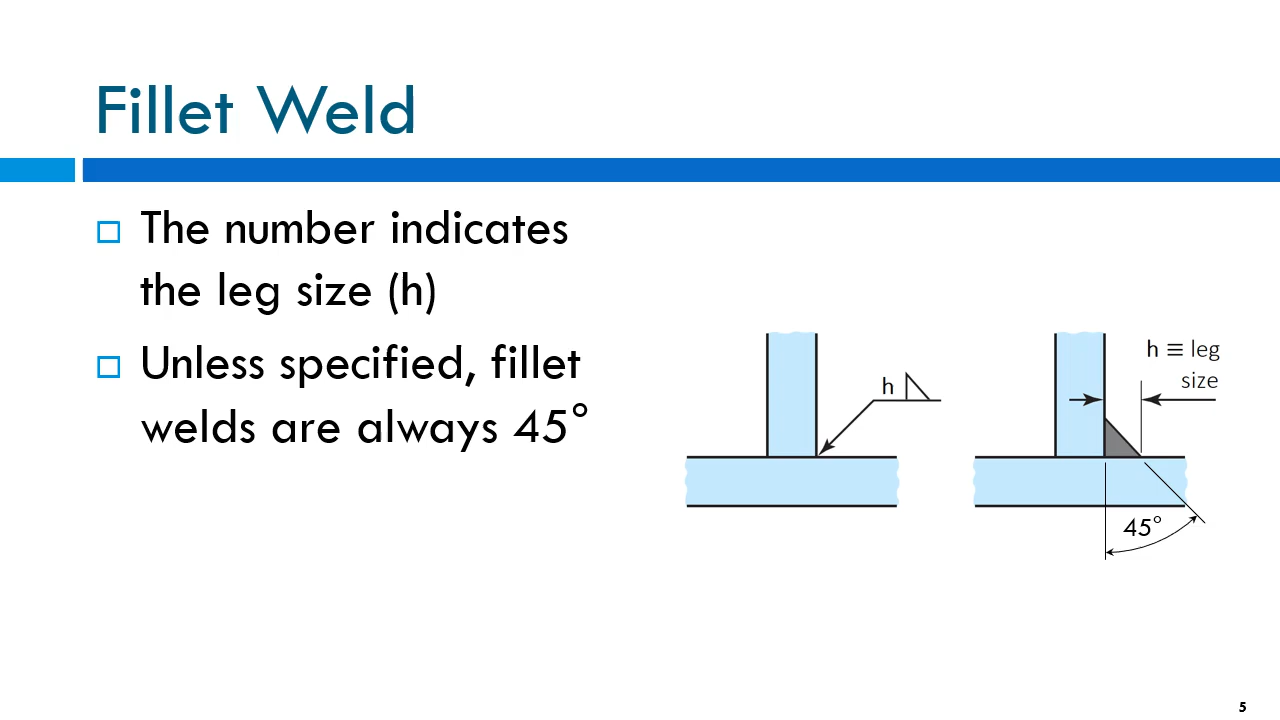 Fillet Weld
The number indicates
the leg size (h)
Unless specified, fillet
welds are always 45°
h
h ≡ leg
size
45°
5